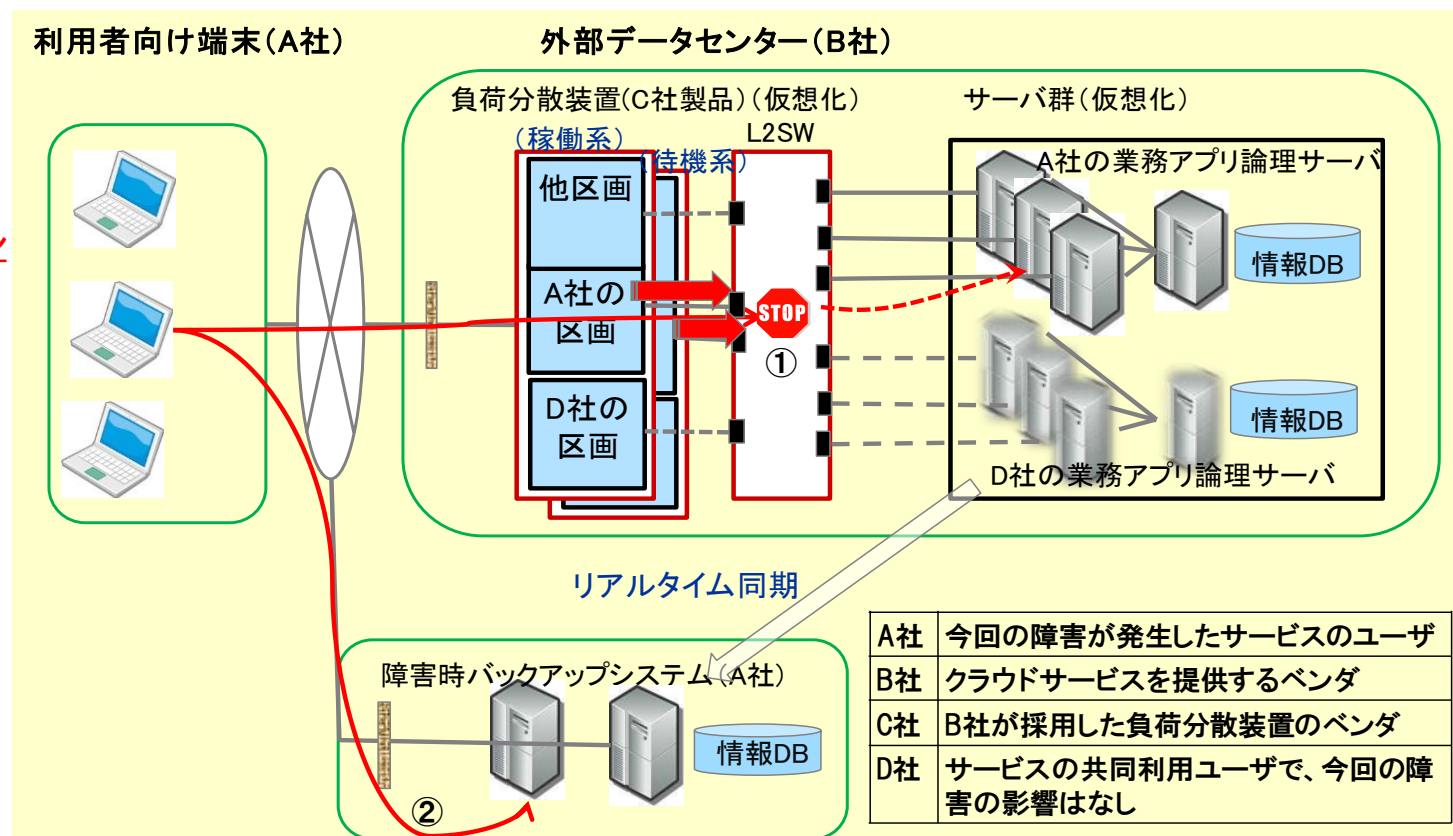 利用者向け端末(A社)
外部データセンター(B社)
負荷分散装置(C社製品)(仮想化)
サーバ群(仮想化)
(稼働系)
L2SW
(待機系)
他区画
A社の業務アプリ論理サーバ
情報DB
A社の
区画
STOP
①
D社の
区画
情報DB
D社の業務アプリ論理サーバ
リアルタイム同期
障害時バックアップシステム(A社)
情報DB
②
A社 今回の障害が発生したサービスのユーザ
B社 クラウドサービスを提供するベンダ
C社 B社が採用した負荷分散装置のベンダ
D社 サービスの共同利用ユーザで、今回の障
害の影響はなし